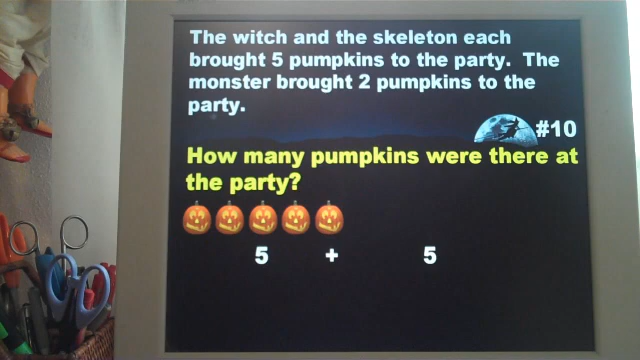 The witch and the skeleton each
brought 5 pumpkins to the party.  The
monster brought 2 pumpkins to the
party.
#10
How many pumpkins were there at
the party?
5 + 5